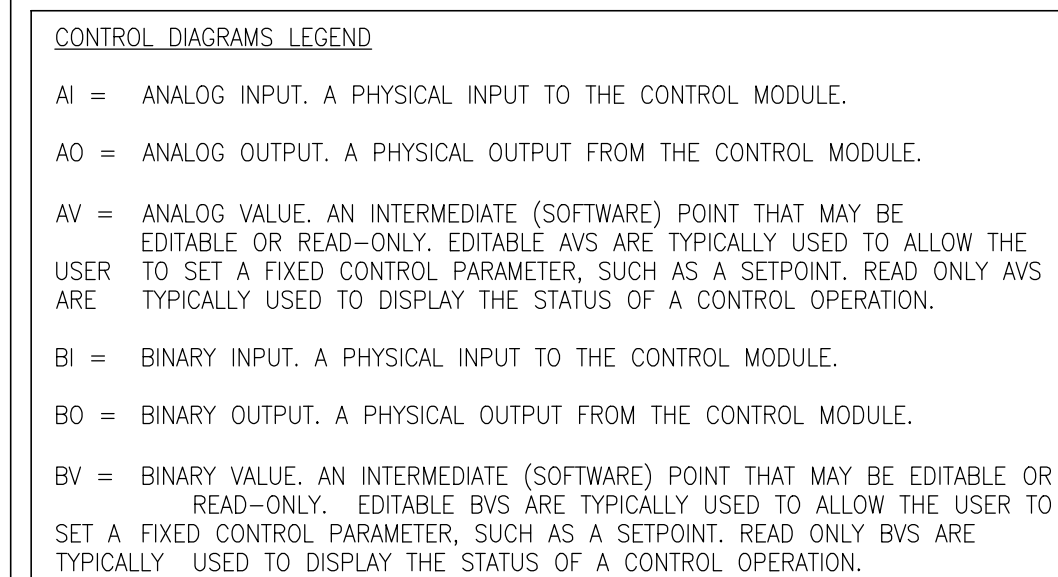 CONTROL DIAGRAMS LEGEND
AI = ANALOG INPUT. A PHYSICAL INPUT TO THE CONTROL MODULE.
AO = ANALOG OUTPUT. A PHYSICAL OUTPUT FROM THE CONTROL MODULE.
AV = ANALOG VALUE. AN INTERMEDIATE (SOFTWARE) POINT THAT MAY BE
EDITABLE OR READ-ONLY. EDITABLE AVS ARE TYPICALLY USED TO ALLOW THE
USER TO SET A FIXED CONTROL PARAMETER, SUCH AS A SETPOINT. READ ONLY AVS
ARE TYPICALLY USED TO DISPLAY THE STATUS OF A CONTROL OPERATION.
BI = BINARY INPUT. A PHYSICAL INPUT TO THE CONTROL MODULE.
BO = BINARY OUTPUT. A PHYSICAL OUTPUT FROM THE CONTROL MODULE.
BV = BINARY VALUE. AN INTERMEDIATE (SOFTWARE) POINT THAT MAY BE EDITABLE OR
READ-ONLY. EDITABLE BVS ARE TYPICALLY USED TO ALLOW THE USER TO
SET A FIXED CONTROL PARAMETER, SUCH AS A SETPOINT. READ ONLY BVS ARE
TYPICALLY USED TO DISPLAY THE STATUS OF A CONTROL OPERATION.